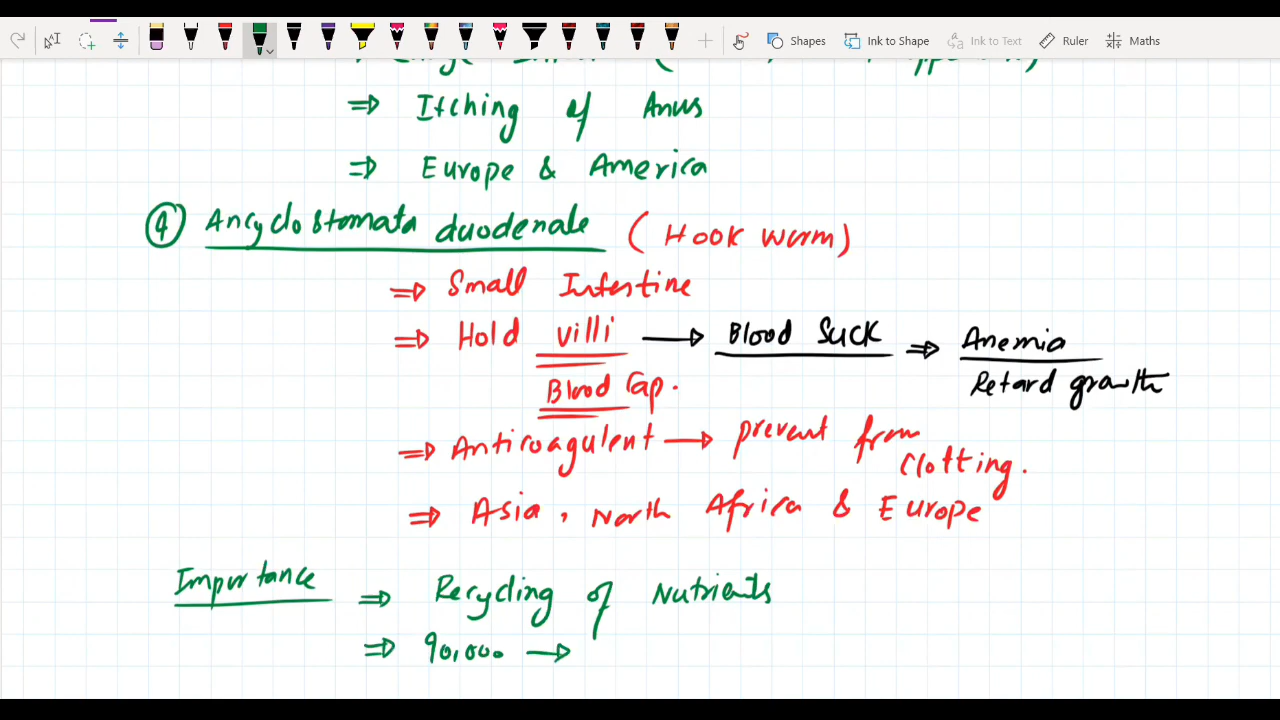 Shapes Ink to Shape Ink to Text Ruler Maths
⇒ Itching of Anus
⇒ Europe & America
④ Ancyclostomata duodenale (Hook worm)
⇒ Small Intestine
⇒ Hold villi → Blood Suck ⇒ Anemia
Blood Cap. Retard growth
⇒ Anticoagulent → prevent from
Clotting.
⇒ Asia, North Africa & Europe
Importance ⇒ Recycling of Nutrients
⇒ 90,000 →